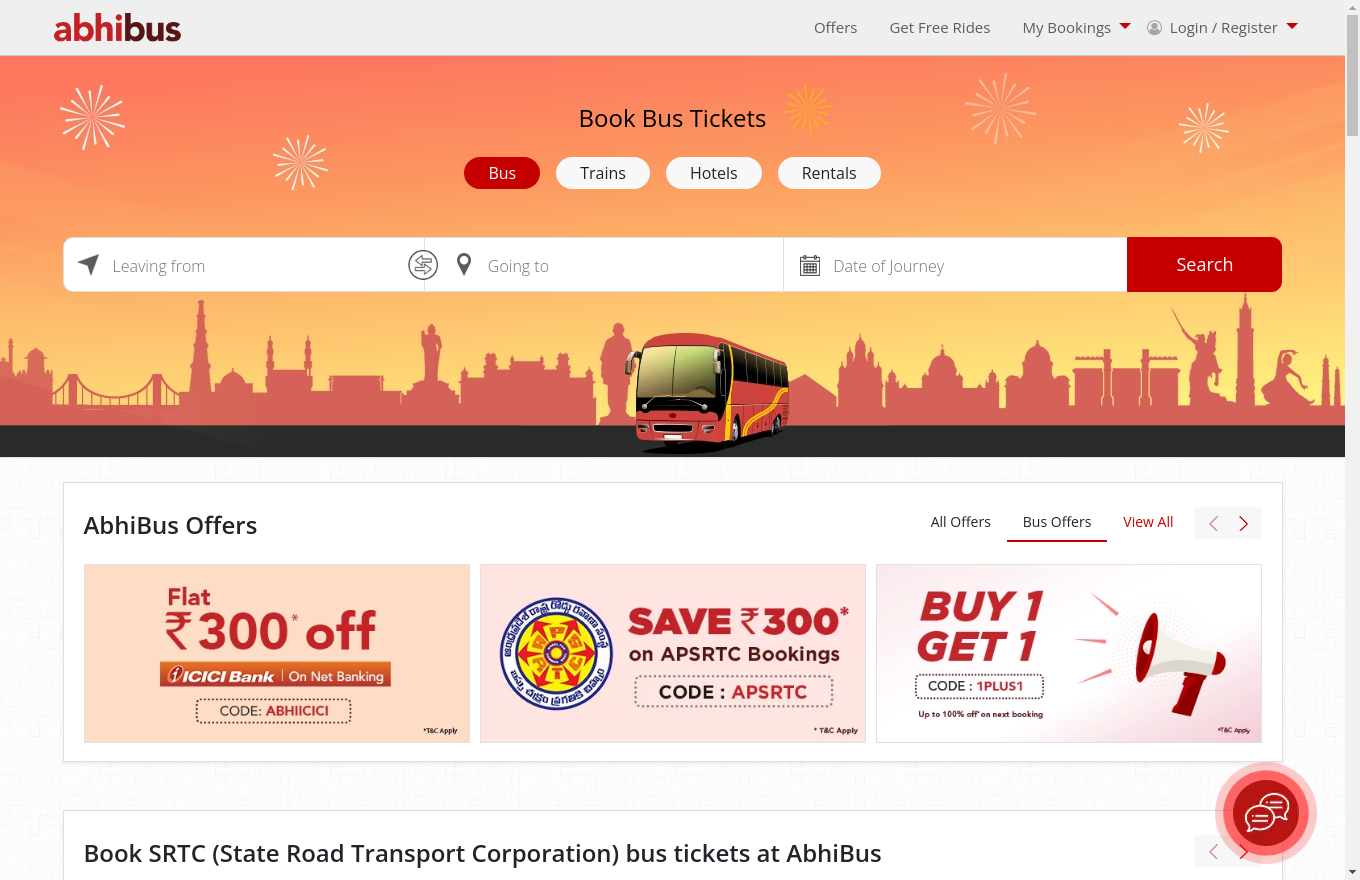 abhibus
Offers
Get Free Rides
My Bookings
Login / Register
Book Bus Tickets
Bus
Trains
Hotels
Rentals
Leaving from
Going to
Date of Journey
Search
AbhiBus Offers
All Offers
Bus Offers
View All
Flat
₹300* off
ICICI Bank | On Net Banking
CODE: ABHIICICI
*T&C Apply
SAVE ₹300*
on APSRTC Bookings
CODE : APSRTC
* T&C Apply
BUY 1
GET 1
CODE : 1PLUS1
Up to 100% off* on next booking
*T&C Apply
Book SRTC (State Road Transport Corporation) bus tickets at AbhiBus